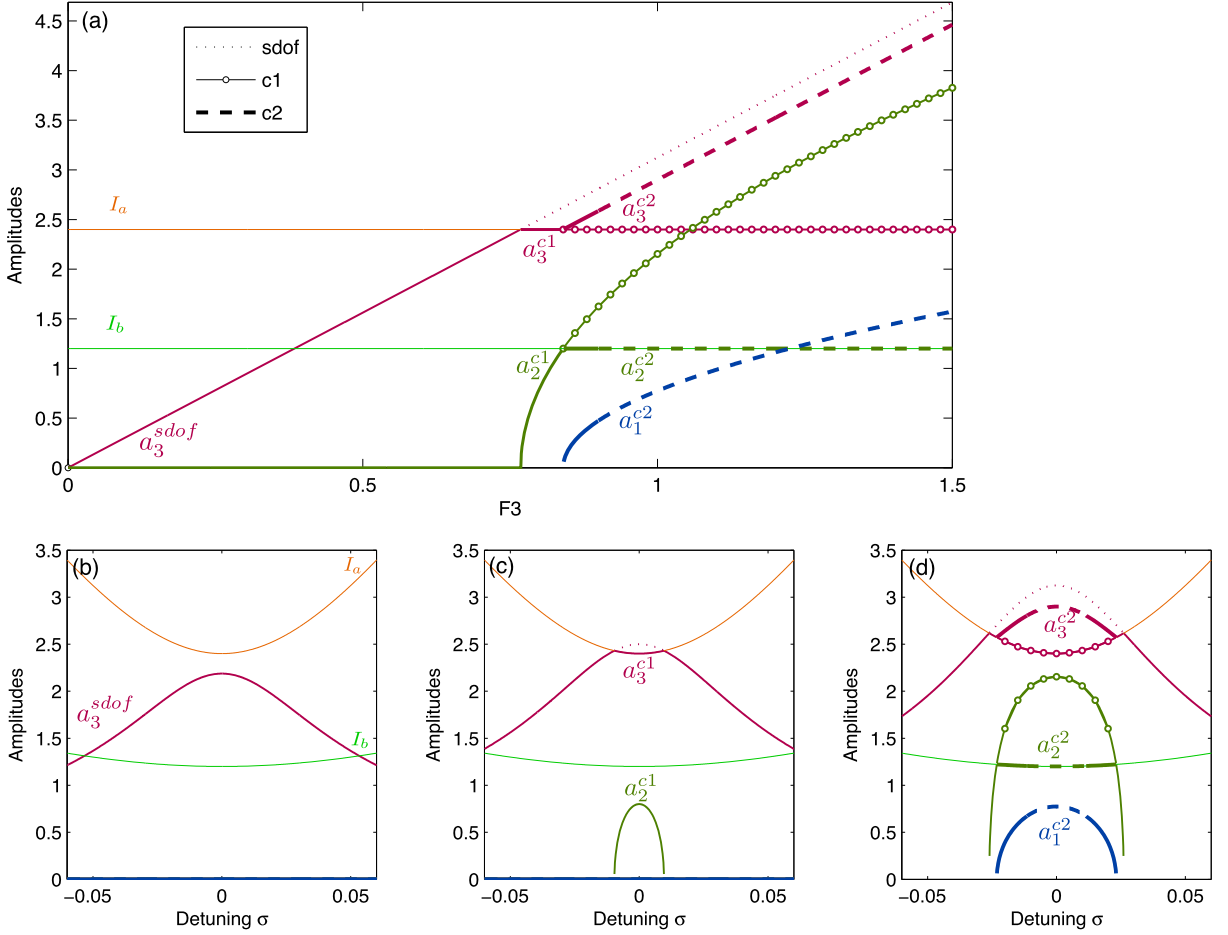 (a)
sdof
c1
c2
Amplitudes
4.5
4
3.5
3
2.5
2
1.5
1
0.5
0
I_a
I_b
a_3^{sdof}
a_3^{c1}
a_3^{c2}
a_2^{c1}
a_2^{c2}
a_1^{c2}
0 0.5 1 1.5
F3
(b)
Amplitudes
3.5
3
2.5
2
1.5
1
0.5
0
I_a
a_3^{sdof}
I_b
−0.05 0 0.05
Detuning σ
(c)
Amplitudes
3.5
3
2.5
2
1.5
1
0.5
0
a_3^{c1}
a_2^{c1}
−0.05 0 0.05
Detuning σ
(d)
Amplitudes
3.5
3
2.5
2
1.5
1
0.5
0
a_3^{c2}
a_2^{c2}
a_1^{c2}
−0.05 0 0.05
Detuning σ